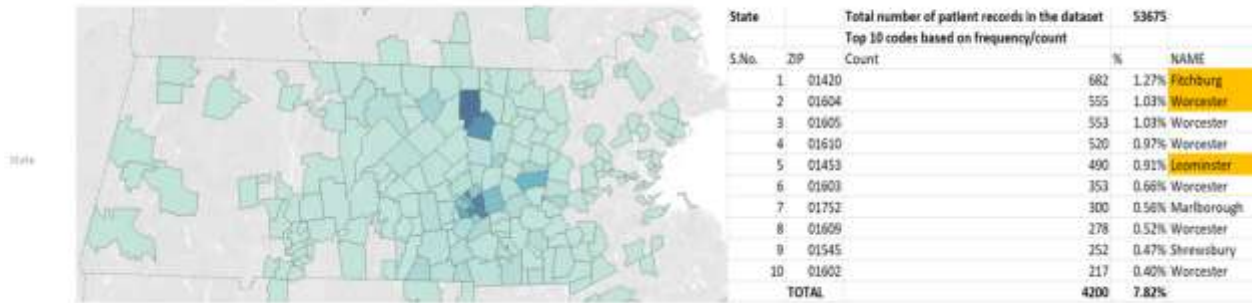 State
State Total number of patient records in the dataset 53675
Top 10 codes based on frequency/count
S.No. ZIP Count % NAME
1 01420 682 1.27% Fitchburg
2 01604 555 1.03% Worcester
3 01605 553 1.03% Worcester
4 01610 520 0.97% Worcester
5 01453 490 0.91% Leominster
6 01603 353 0.66% Worcester
7 01752 300 0.56% Marlborough
8 01609 278 0.52% Worcester
9 01545 252 0.47% Shrewsbury
10 01602 217 0.40% Worcester
TOTAL 4200 7.82%